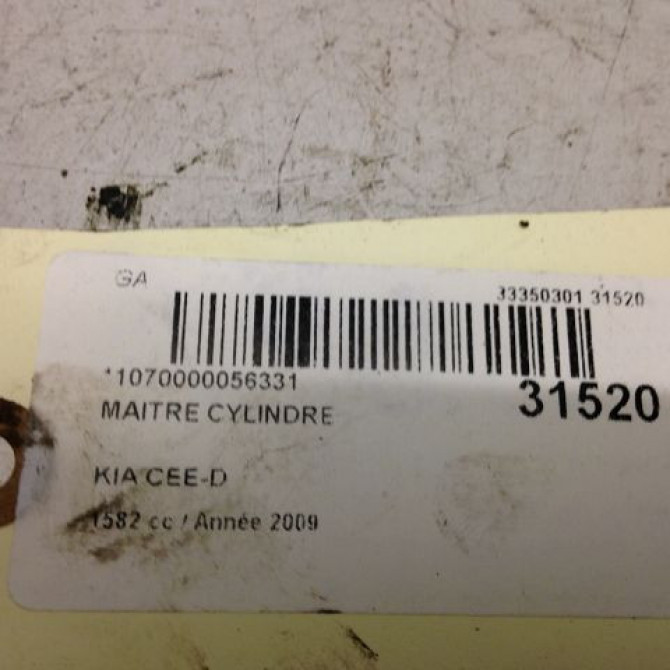 GA
33350301 31520
*1070000056331
31520
MAITRE CYLINDRE
KIA CEE-D
1582 cc / Année 2009